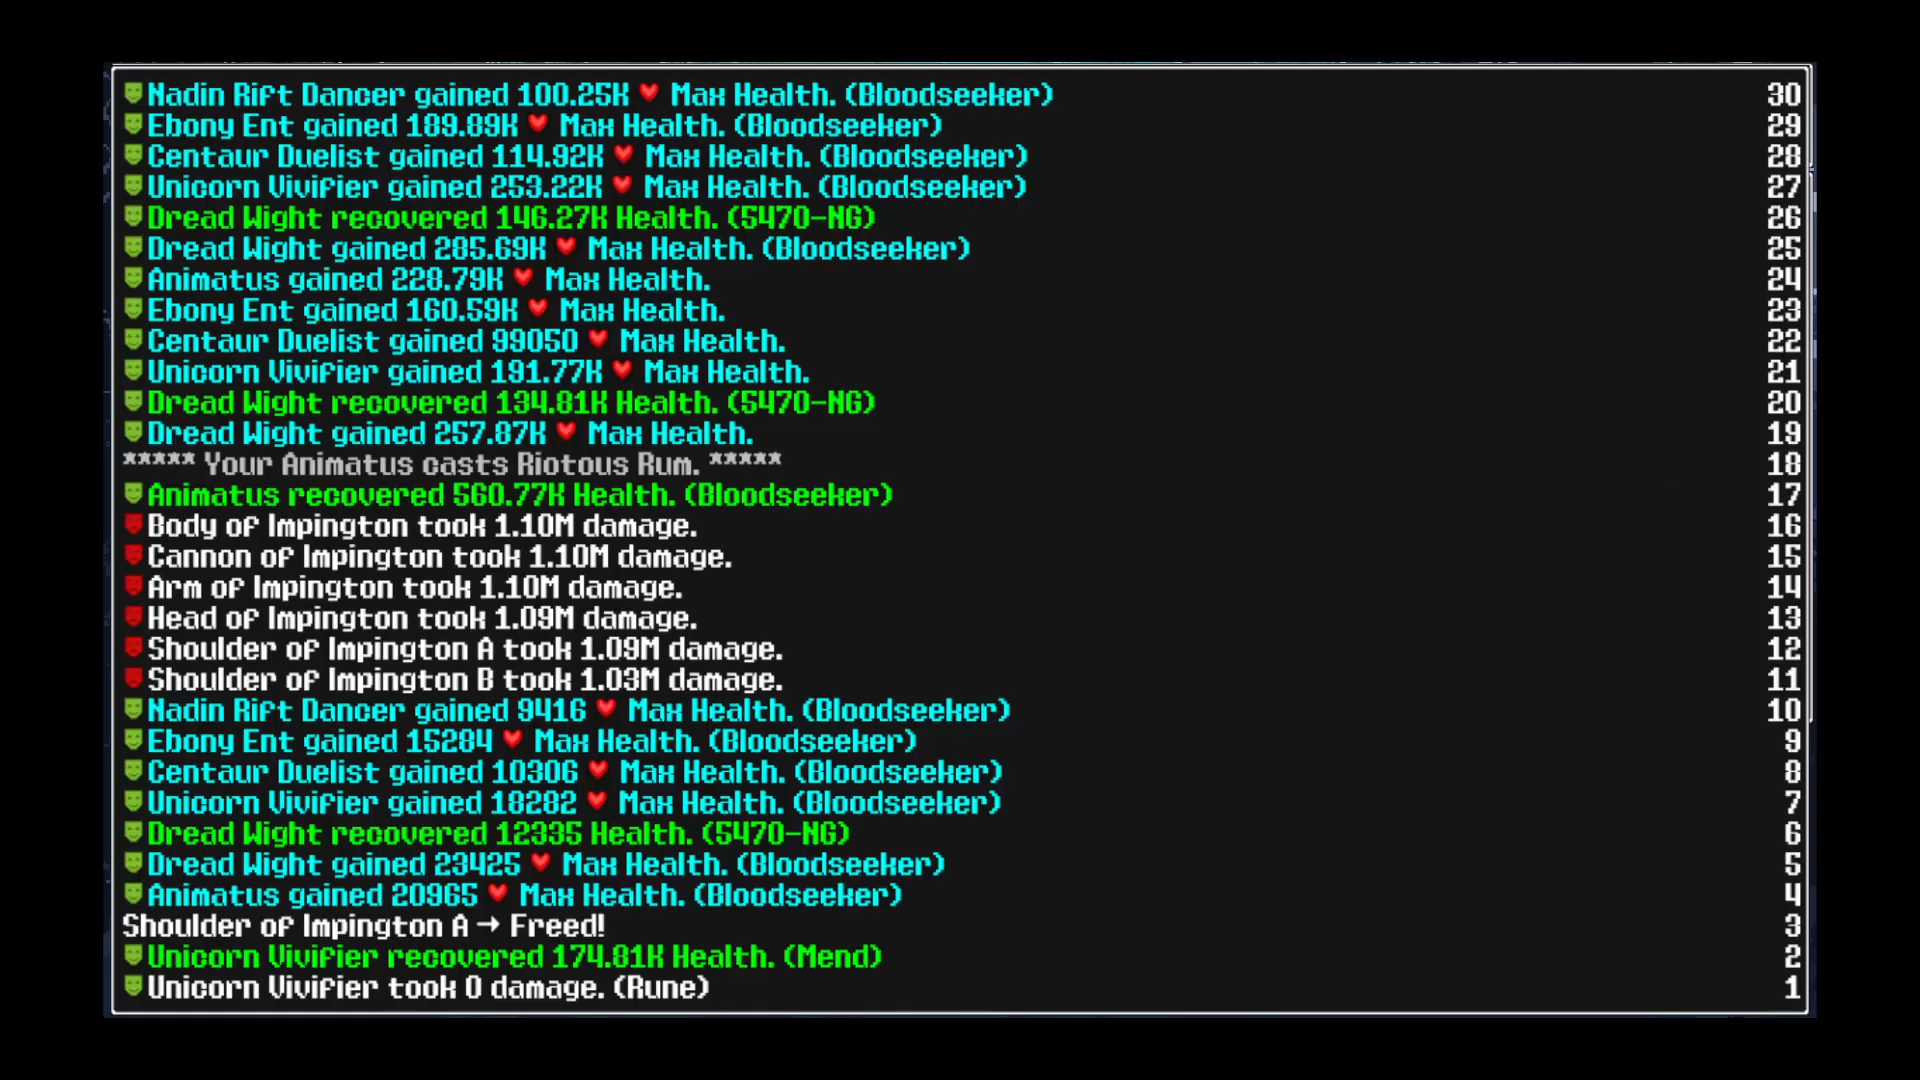 Nadin Rift Dancer gained 100.25K ❤ Max Health. (Bloodseeker) 30
Ebony Ent gained 189.89K ❤ Max Health. (Bloodseeker) 29
Centaur Duelist gained 114.92K ❤ Max Health. (Bloodseeker) 28
Unicorn Vivifier gained 253.22K ❤ Max Health. (Bloodseeker) 27
Dread Wight recovered 146.27K Health. (5470-NG) 26
Dread Wight gained 285.69K ❤ Max Health. (Bloodseeker) 25
Animatus gained 228.79K ❤ Max Health. 24
Ebony Ent gained 160.59K ❤ Max Health. 23
Centaur Duelist gained 99050 ❤ Max Health. 22
Unicorn Vivifier gained 191.77K ❤ Max Health. 21
Dread Wight recovered 134.81K Health. (5470-NG) 20
Dread Wight gained 257.87K ❤ Max Health. 19
***** Your Animatus casts Riotous Rum. ***** 18
Animatus recovered 560.77K Health. (Bloodseeker) 17
Body of Impington took 1.10M damage. 16
Cannon of Impington took 1.10M damage. 15
Arm of Impington took 1.10M damage. 14
Head of Impington took 1.09M damage. 13
Shoulder of Impington A took 1.09M damage. 12
Shoulder of Impington B took 1.03M damage. 11
Nadin Rift Dancer gained 9416 ❤ Max Health. (Bloodseeker) 10
Ebony Ent gained 15284 ❤ Max Health. (Bloodseeker) 9
Centaur Duelist gained 10306 ❤ Max Health. (Bloodseeker) 8
Unicorn Vivifier gained 18282 ❤ Max Health. (Bloodseeker) 7
Dread Wight recovered 12335 Health. (5470-NG) 6
Dread Wight gained 23425 ❤ Max Health. (Bloodseeker) 5
Animatus gained 20965 ❤ Max Health. (Bloodseeker) 4
Shoulder of Impington A → Freed! 3
Unicorn Vivifier recovered 174.81K Health. (Mend) 2
Unicorn Vivifier took 0 damage. (Rune) 1